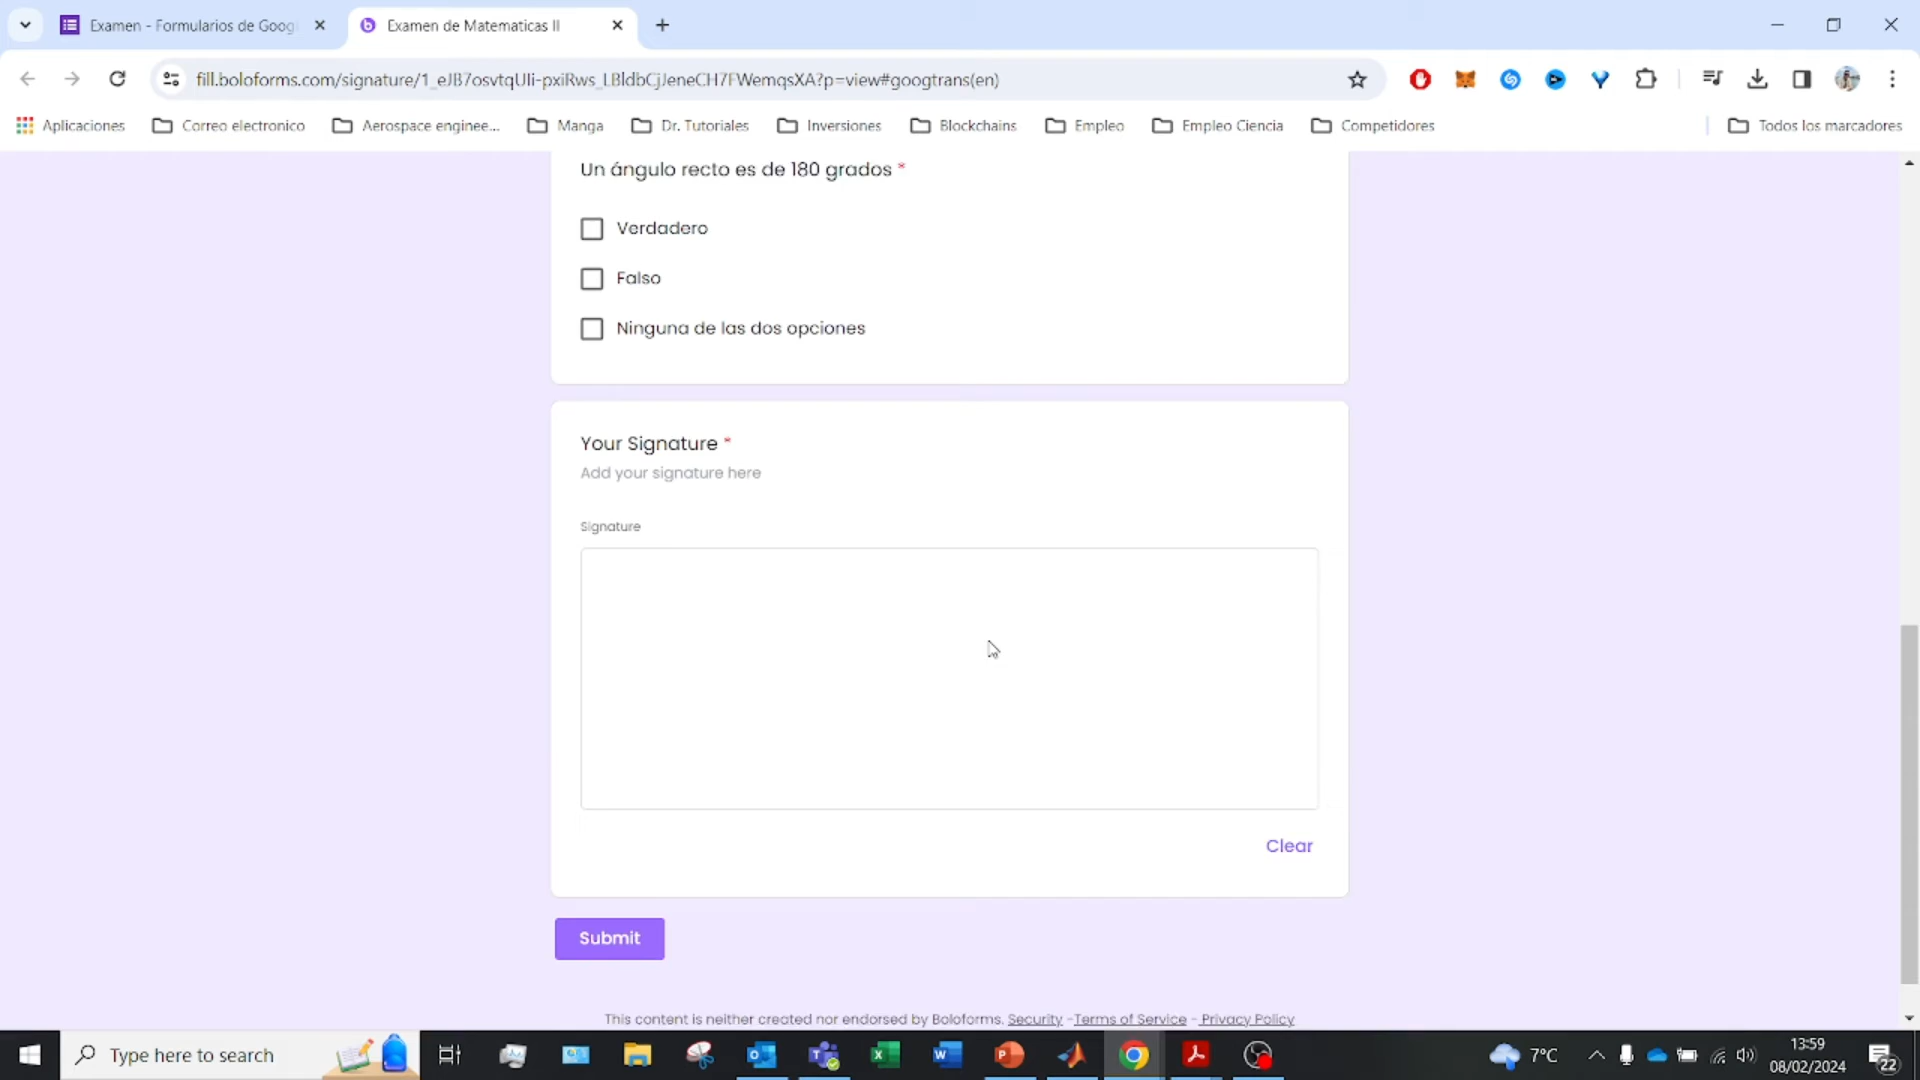 Examen - Formularios de Goog
Examen de Matematicas II
fill.boloforms.com/signature/1_eJB7osvtqUIi-pxiRws_LBldbCjJeneCH7FWemqsXA?p=view#googtrans(en)
Aplicaciones
Correo electronico
Aerospace enginee...
Manga
Dr. Tutoriales
Inversiones
Blockchains
Empleo
Empleo Ciencia
Competidores
Todos los marcadores
Un ángulo recto es de 180 grados *
Verdadero
Falso
Ninguna de las dos opciones
Your Signature *
Add your signature here
Signature
Clear
Submit
This content is neither created nor endorsed by Boloforms. Security -Terms of Service - Privacy Policy
Type here to search
7°C
13:59
08/02/2024
22